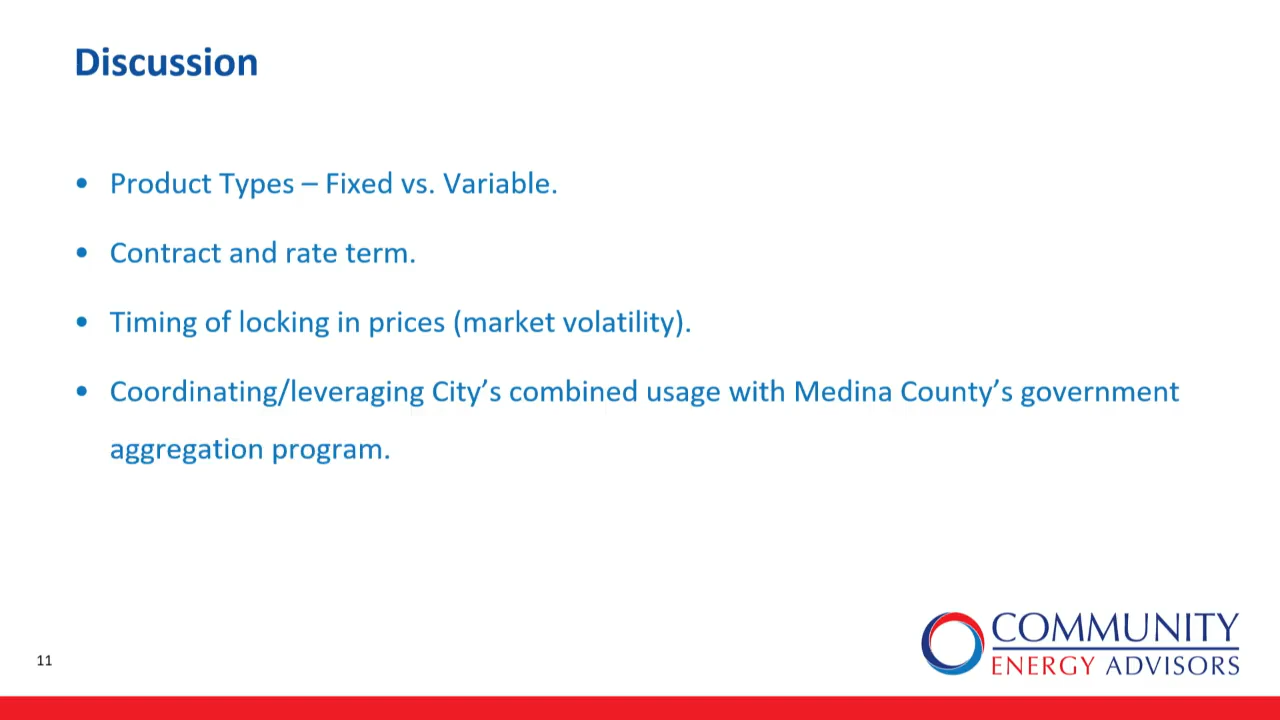 Discussion
• Product Types – Fixed vs. Variable.
• Contract and rate term.
• Timing of locking in prices (market volatility).
• Coordinating/leveraging City’s combined usage with Medina County’s government
aggregation program.
11
COMMUNITY
ENERGY ADVISORS